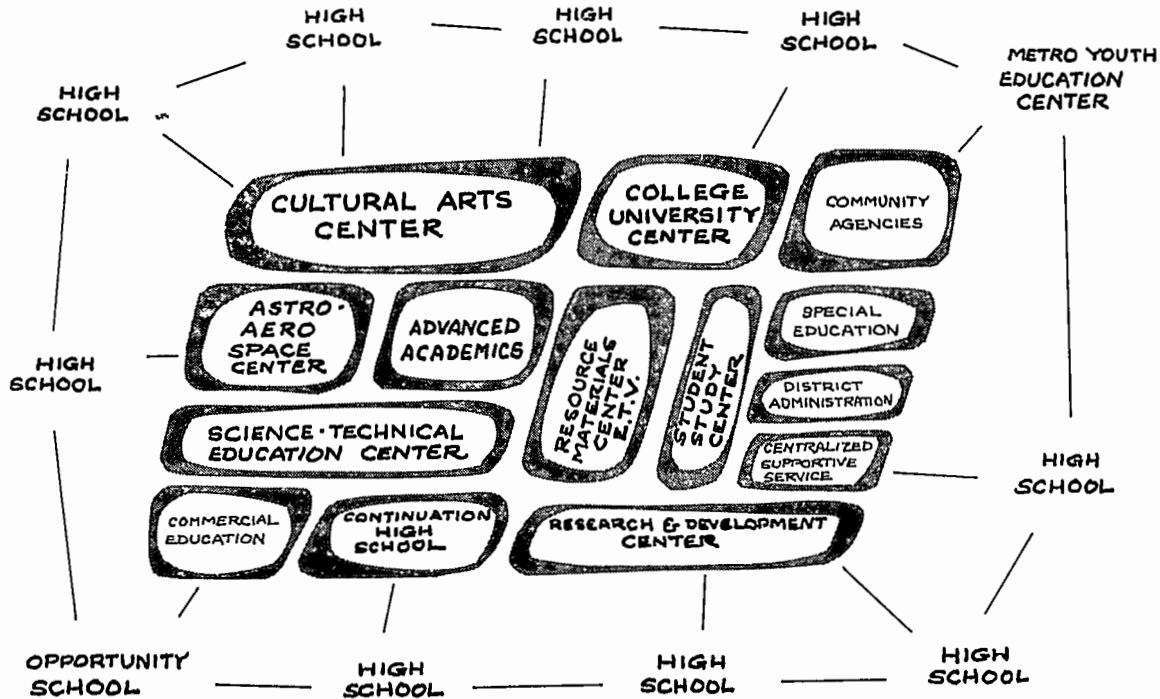 HIGH
SCHOOL
HIGH
SCHOOL
HIGH
SCHOOL
METRO YOUTH
EDUCATION
CENTER
HIGH
SCHOOL
CULTURAL ARTS
CENTER
COLLEGE
UNIVERSITY
CENTER
COMMUNITY
AGENCIES
ASTRO·
AERO
SPACE
CENTER
ADVANCED
ACADEMICS
RESOURCE
MATERIALS
CENTER
E.T.V.
STUDENT
STUDY
CENTER
SPECIAL
EDUCATION
DISTRICT
ADMINISTRATION
CENTRALIZED
SUPPORTIVE
SERVICE
HIGH
SCHOOL
SCIENCE·TECHNICAL
EDUCATION CENTER
HIGH
SCHOOL
COMMERCIAL
EDUCATION
CONTINUATION
HIGH
SCHOOL
RESEARCH & DEVELOPMENT
CENTER
OPPORTUNITY
SCHOOL
HIGH
SCHOOL
HIGH
SCHOOL
HIGH
SCHOOL